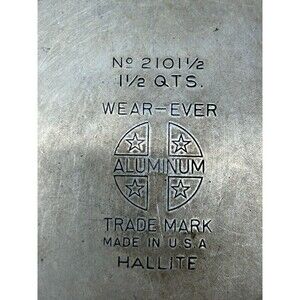 No 2101½
1½ QTS.
WEAR-EVER
ALUMINUM
TRADE MARK
MADE IN U.S.A
HALLITE